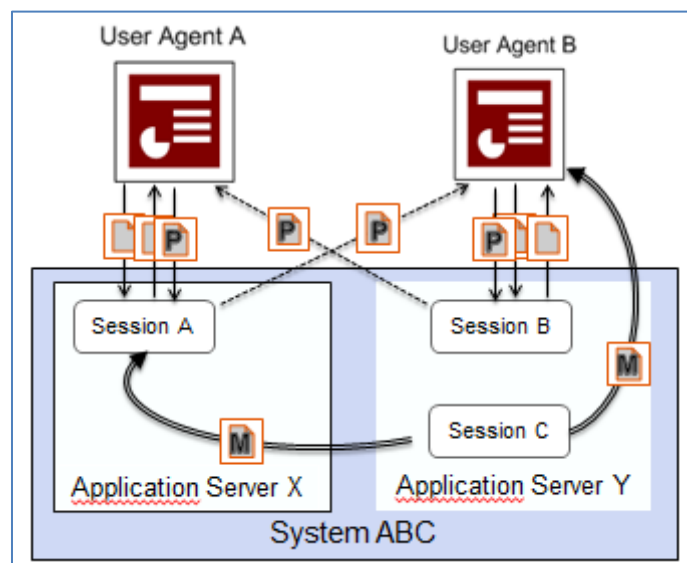 User Agent A
User Agent B
P
P
P
P
Session A
Session B
M
Session C
M
Application Server X
Application Server Y
System ABC